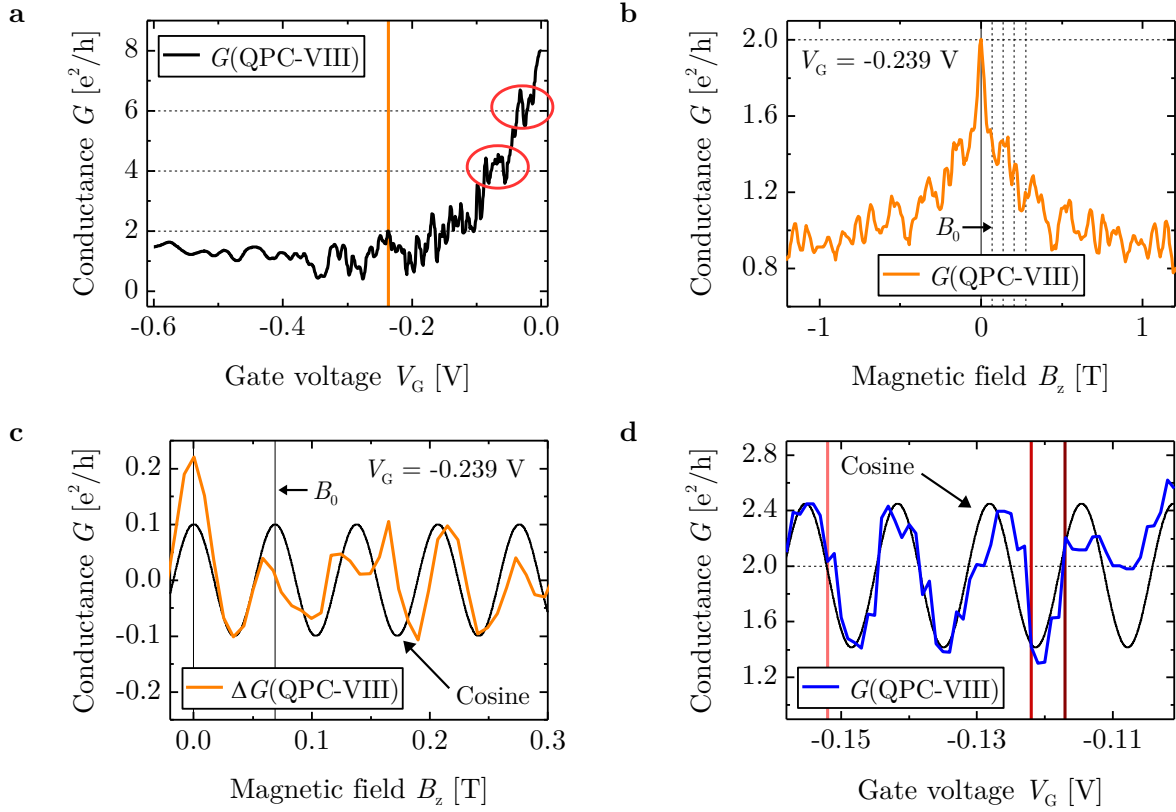 a
G(QPC-VIII)
Conductance G [e²/h]
8
6
4
2
0
-0.6
-0.4
-0.2
0.0
Gate voltage V_G [V]
b
V_G = -0.239 V
Conductance G [e²/h]
2.0
1.6
1.2
0.8
B₀
G(QPC-VIII)
-1
0
1
Magnetic field B_z [T]
c
V_G = -0.239 V
B₀
Conductance G [e²/h]
0.2
0.1
0.0
-0.1
-0.2
Cosine
ΔG(QPC-VIII)
0.0
0.1
0.2
0.3
Magnetic field B_z [T]
d
Cosine
Conductance G [e²/h]
2.8
2.4
2.0
1.6
1.2
G(QPC-VIII)
-0.15
-0.13
-0.11
Gate voltage V_G [V]